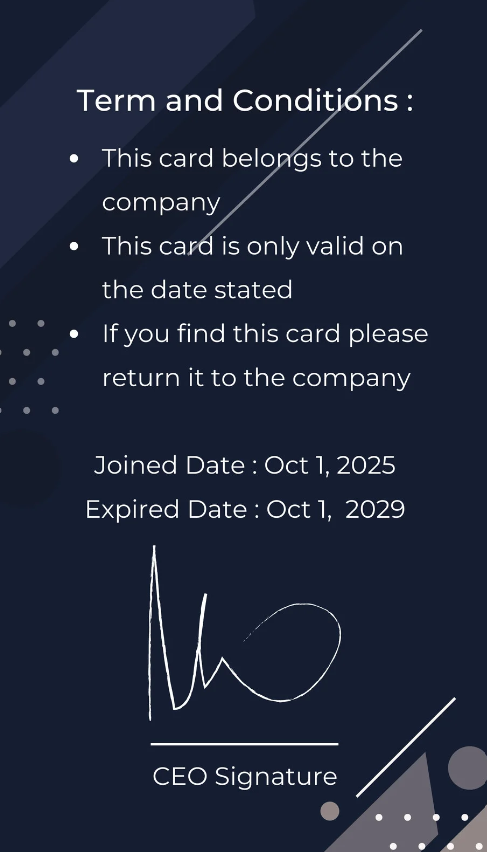 Term and Conditions :
• This card belongs to the
company
• This card is only valid on
the date stated
• If you find this card please
return it to the company
Joined Date : Oct 1, 2025
Expired Date : Oct 1,  2029
CEO Signature